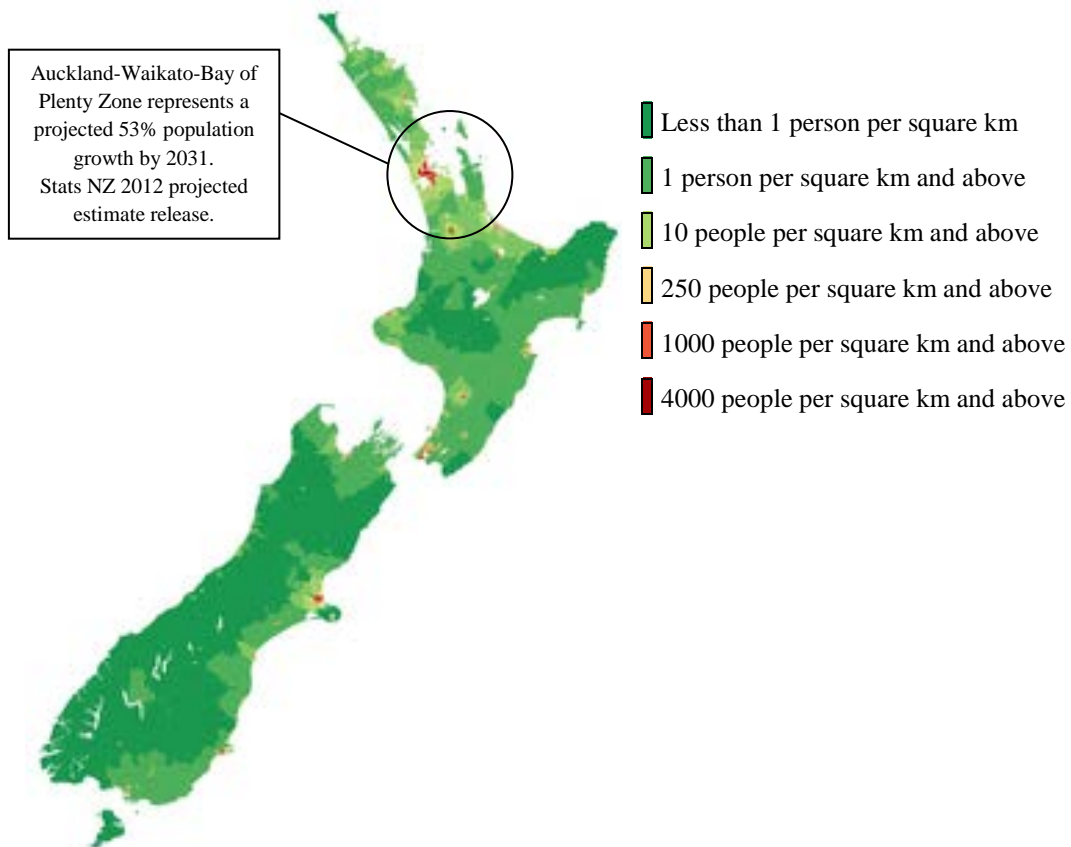 Auckland-Waikato-Bay of
Plenty Zone represents a
projected 53% population
growth by 2031.
Stats NZ 2012 projected
estimate release.
Less than 1 person per square km
1 person per square km and above
10 people per square km and above
250 people per square km and above
1000 people per square km and above
4000 people per square km and above